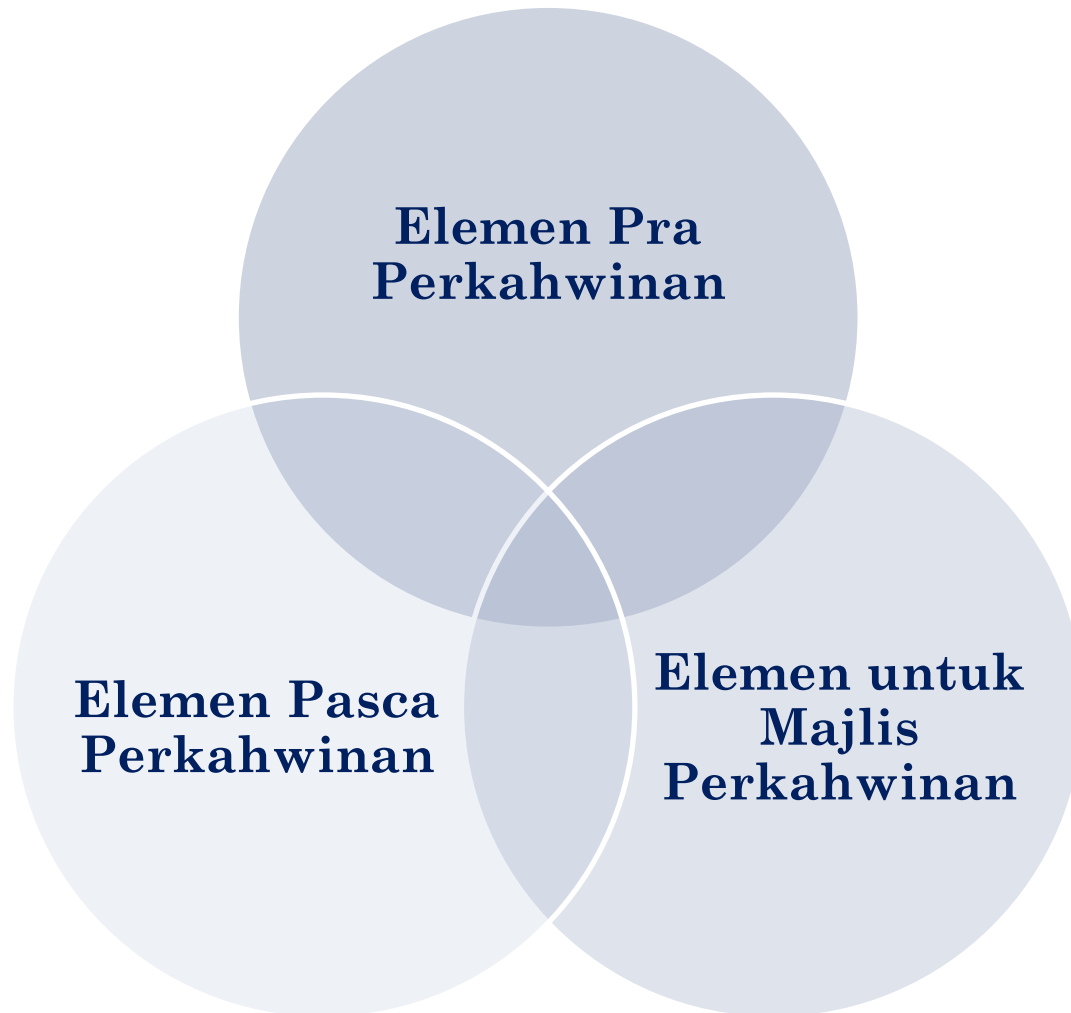 Elemen Pra
Perkahwinan
Elemen Pasca
Perkahwinan
Elemen untuk
Majlis
Perkahwinan